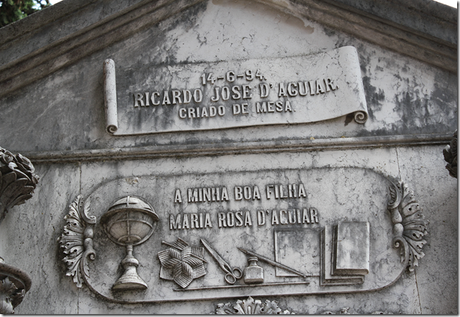 14-6-94.
RICARDO JOSÉ D'AGUIAR.
CRIADO DE MESA.
A MINHA BOA FILHA
MARIA ROSA D'AGUIAR